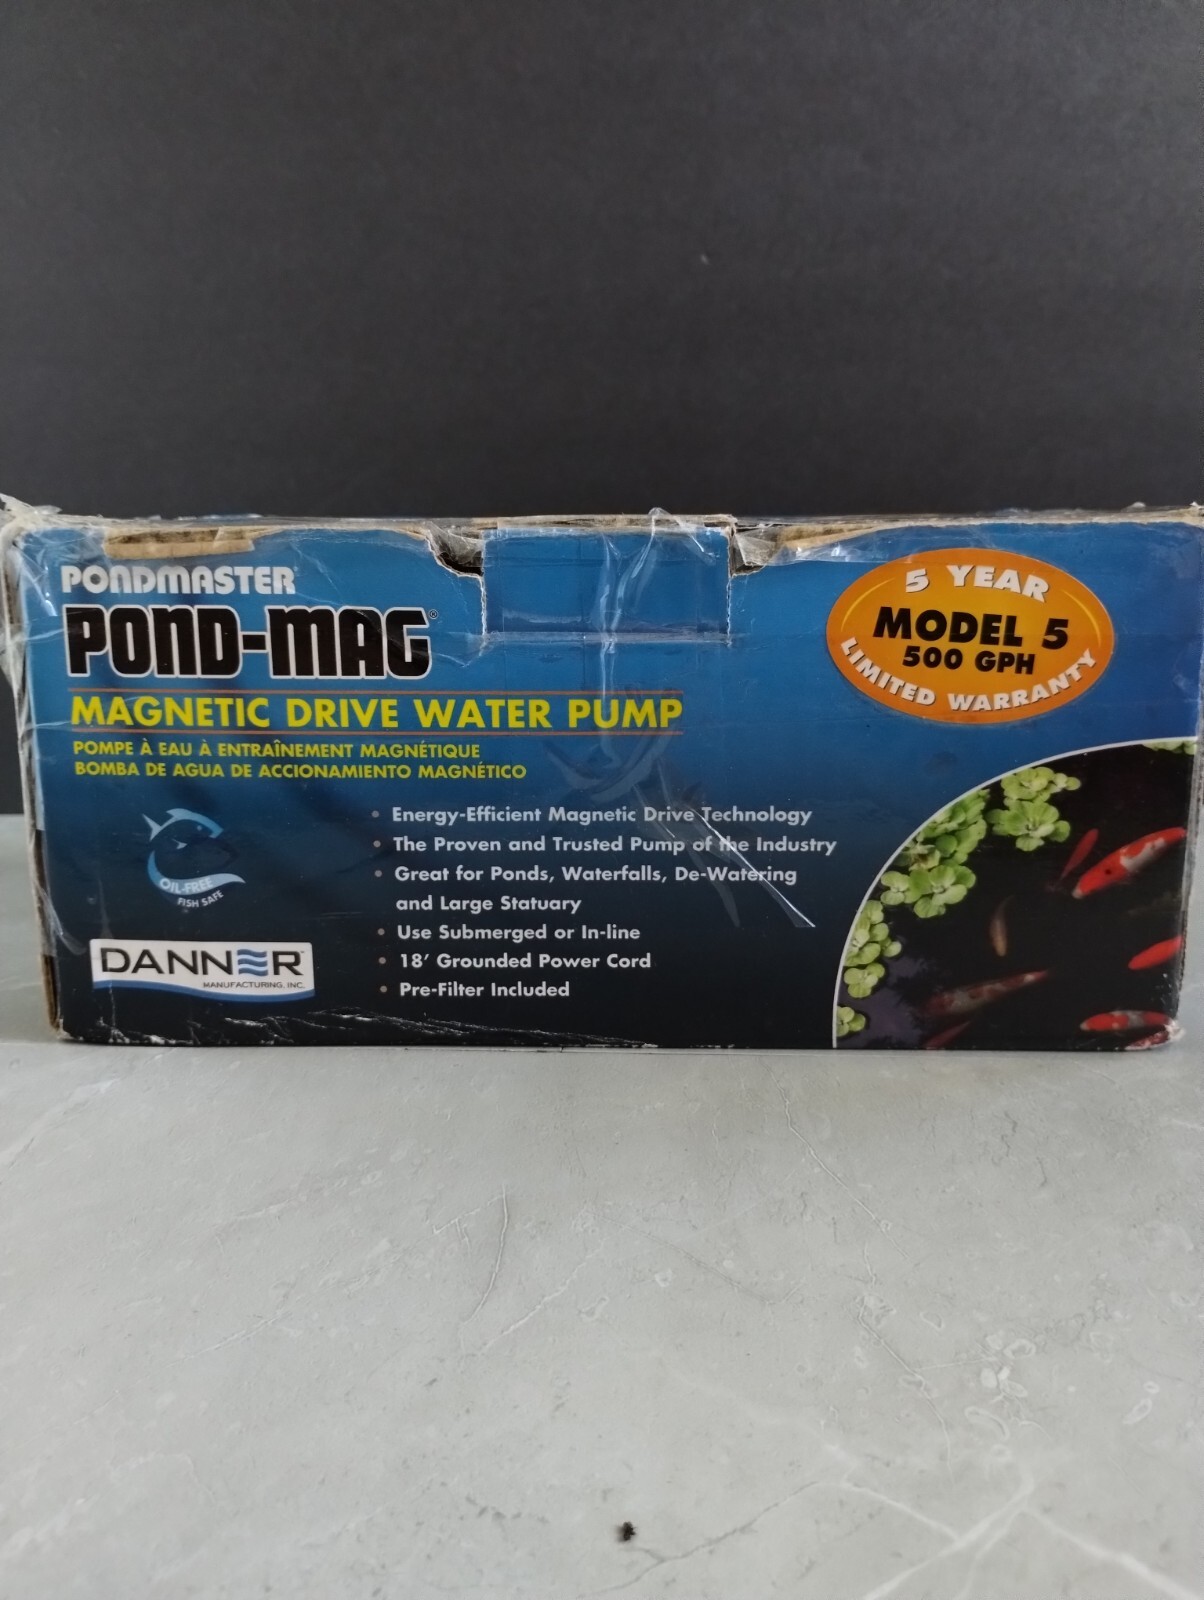 PONDMASTER®
POND-MAG®
MAGNETIC DRIVE WATER PUMP
POMPE À EAU À ENTRAÎNEMENT MAGNÉTIQUE
BOMBA DE AGUA DE ACCIONAMIENTO MAGNÉTICO
5 YEAR
MODEL 5
500 GPH
LIMITED WARRANTY
• Energy-Efficient Magnetic Drive Technology
• The Proven and Trusted Pump of the Industry
• Great for Ponds, Waterfalls, De-Watering
and Large Statuary
• Use Submerged or In-line
• 18' Grounded Power Cord
• Pre-Filter Included
OIL-FREE
FISH SAFE
DANNER™
MANUFACTURING, INC.